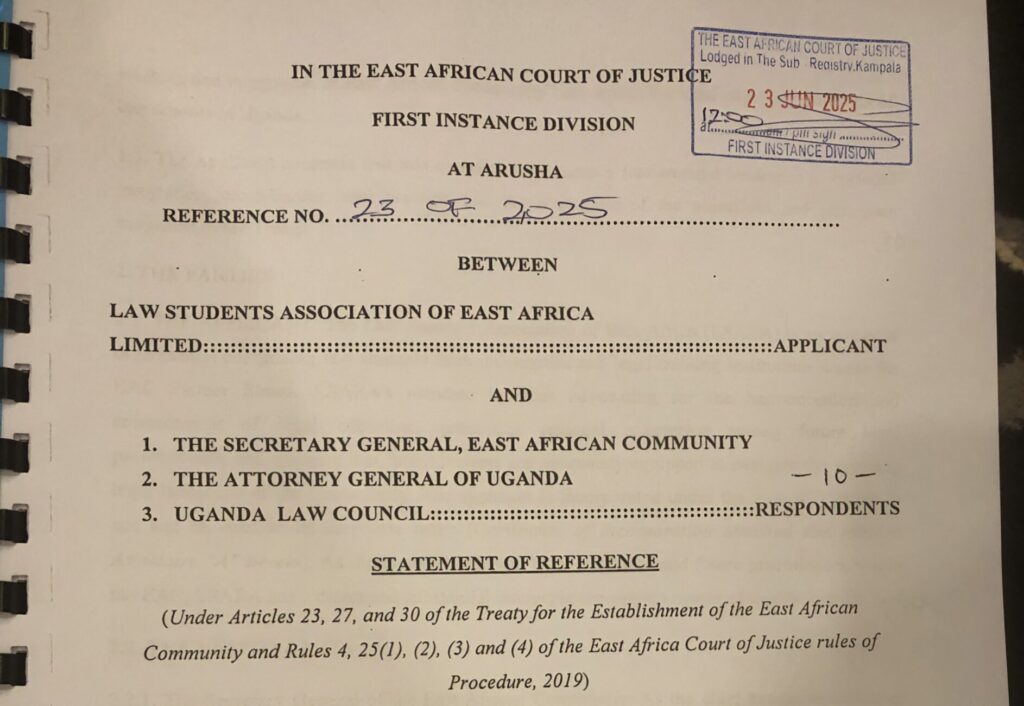 THE EAST AFRICAN COURT OF JUSTICE
Lodged in The Sub - Registry, Kampala
23 JUN 2025
12:00
at
FIRST INSTANCE DIVISION
IN THE EAST AFRICAN COURT OF JUSTICE
FIRST INSTANCE DIVISION
AT ARUSHA
REFERENCE NO. ...23 OF 2025...
BETWEEN
LAW STUDENTS ASSOCIATION OF EAST AFRICA
LIMITED::::::::::::::::::::::::::::::::::::::::::::::::::::::::::::::::::::::::::::::::APPLICANT
AND
1. THE SECRETARY GENERAL, EAST AFRICAN COMMUNITY
2. THE ATTORNEY GENERAL OF UGANDA - 10 -
3. UGANDA LAW COUNCIL::::::::::::::::::::::::::::::::::::::::::::::RESPONDENTS
STATEMENT OF REFERENCE
(Under Articles 23, 27, and 30 of the Treaty for the Establishment of the East African
Community and Rules 4, 25(1), (2), (3) and (4) of the East Africa Court of Justice rules of
Procedure, 2019)